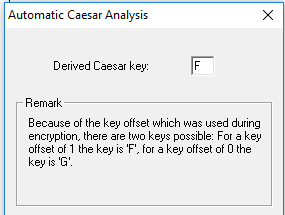 Automatic Caesar Analysis
Derived Caesar key:
F
Remark
Because of the key offset which was used during
encryption, there are two keys possible: For a key
offset of 1 the key is 'F', for a key offset of 0 the
key is 'G'.